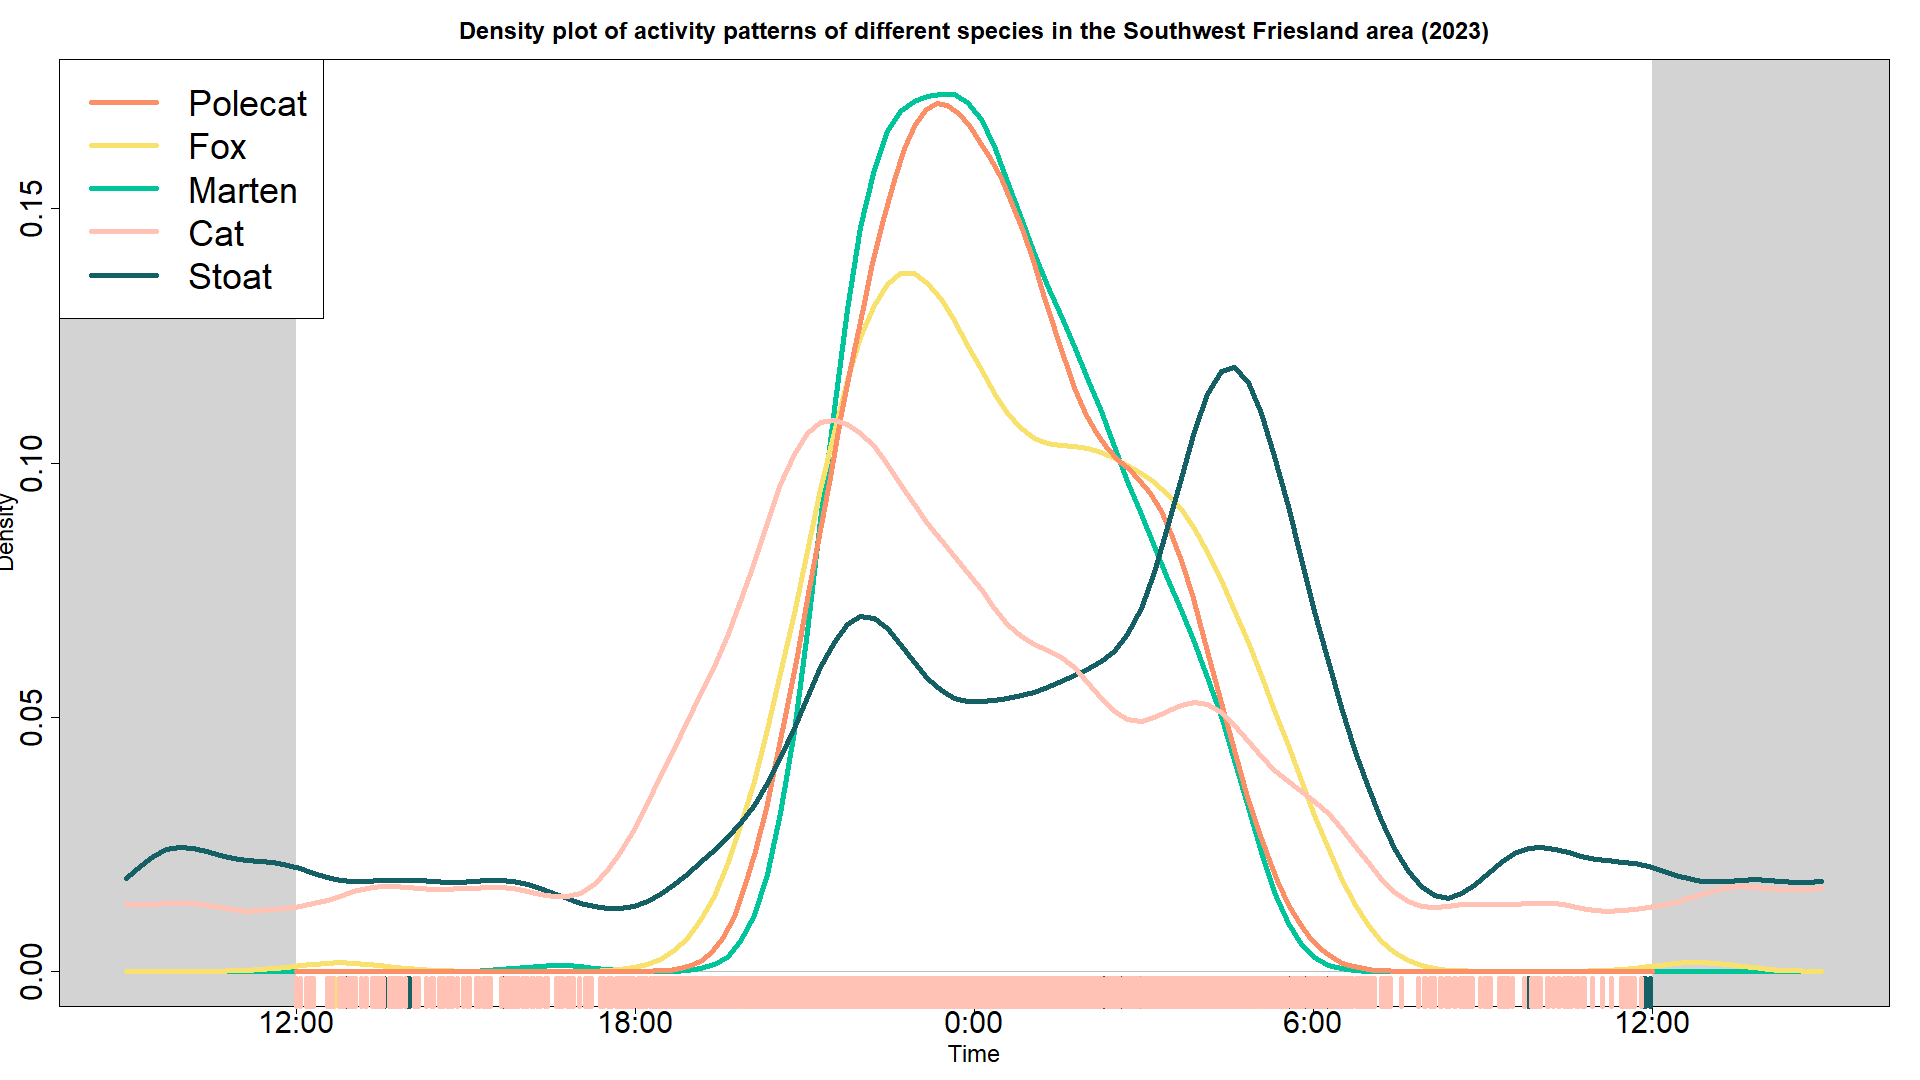 Density plot of activity patterns of different species in the Southwest Friesland area (2023)
Polecat
Fox
Marten
Cat
Stoat
0.15
0.10
0.05
0.00
Density
12:00
18:00
0:00
6:00
12:00
Time